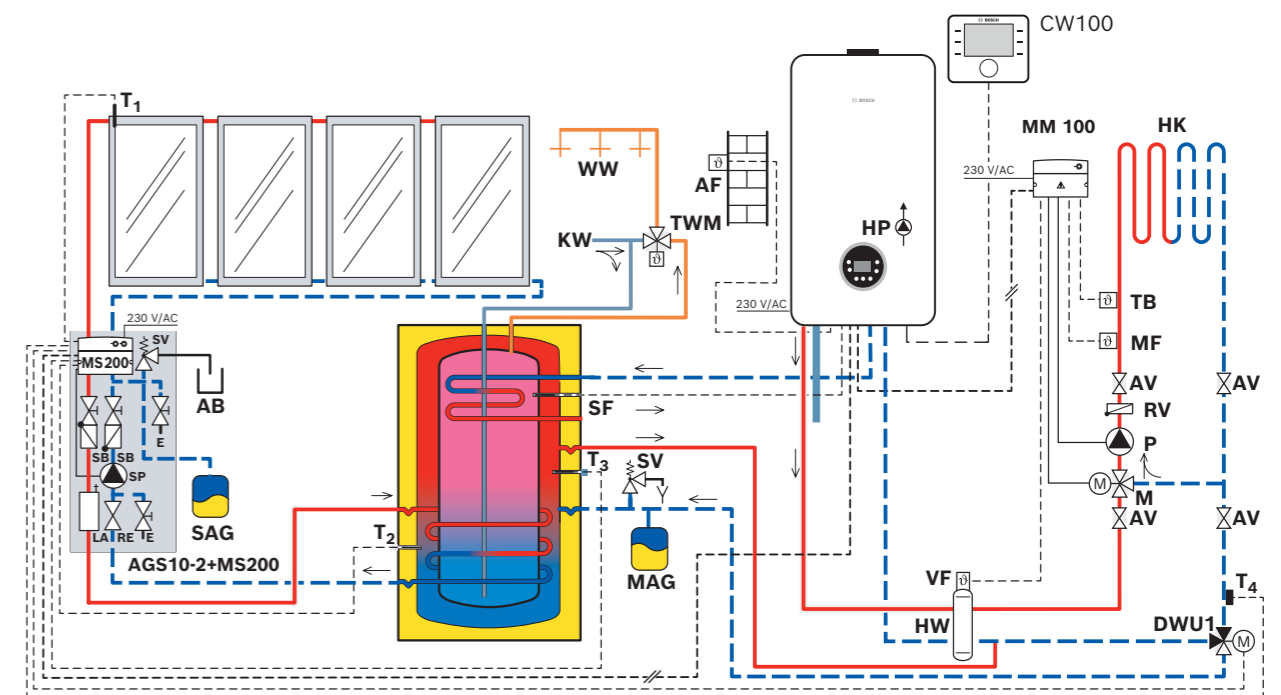 BOSCH
CW100
T1
MM 100
HK
WW
AF
230 V/AC
TWM
KW
HP
BOSCH
TB
230 V/AC
230 V/AC
SV
MS200
MF
AB
SF
AV
AV
RV
E
P
SB
SB
T3
SV
SP
M
SAG
AV
AV
LA
RE
E
T2
AGS10-2+MS200
MAG
VF
T4
HW
DWU1
M
M